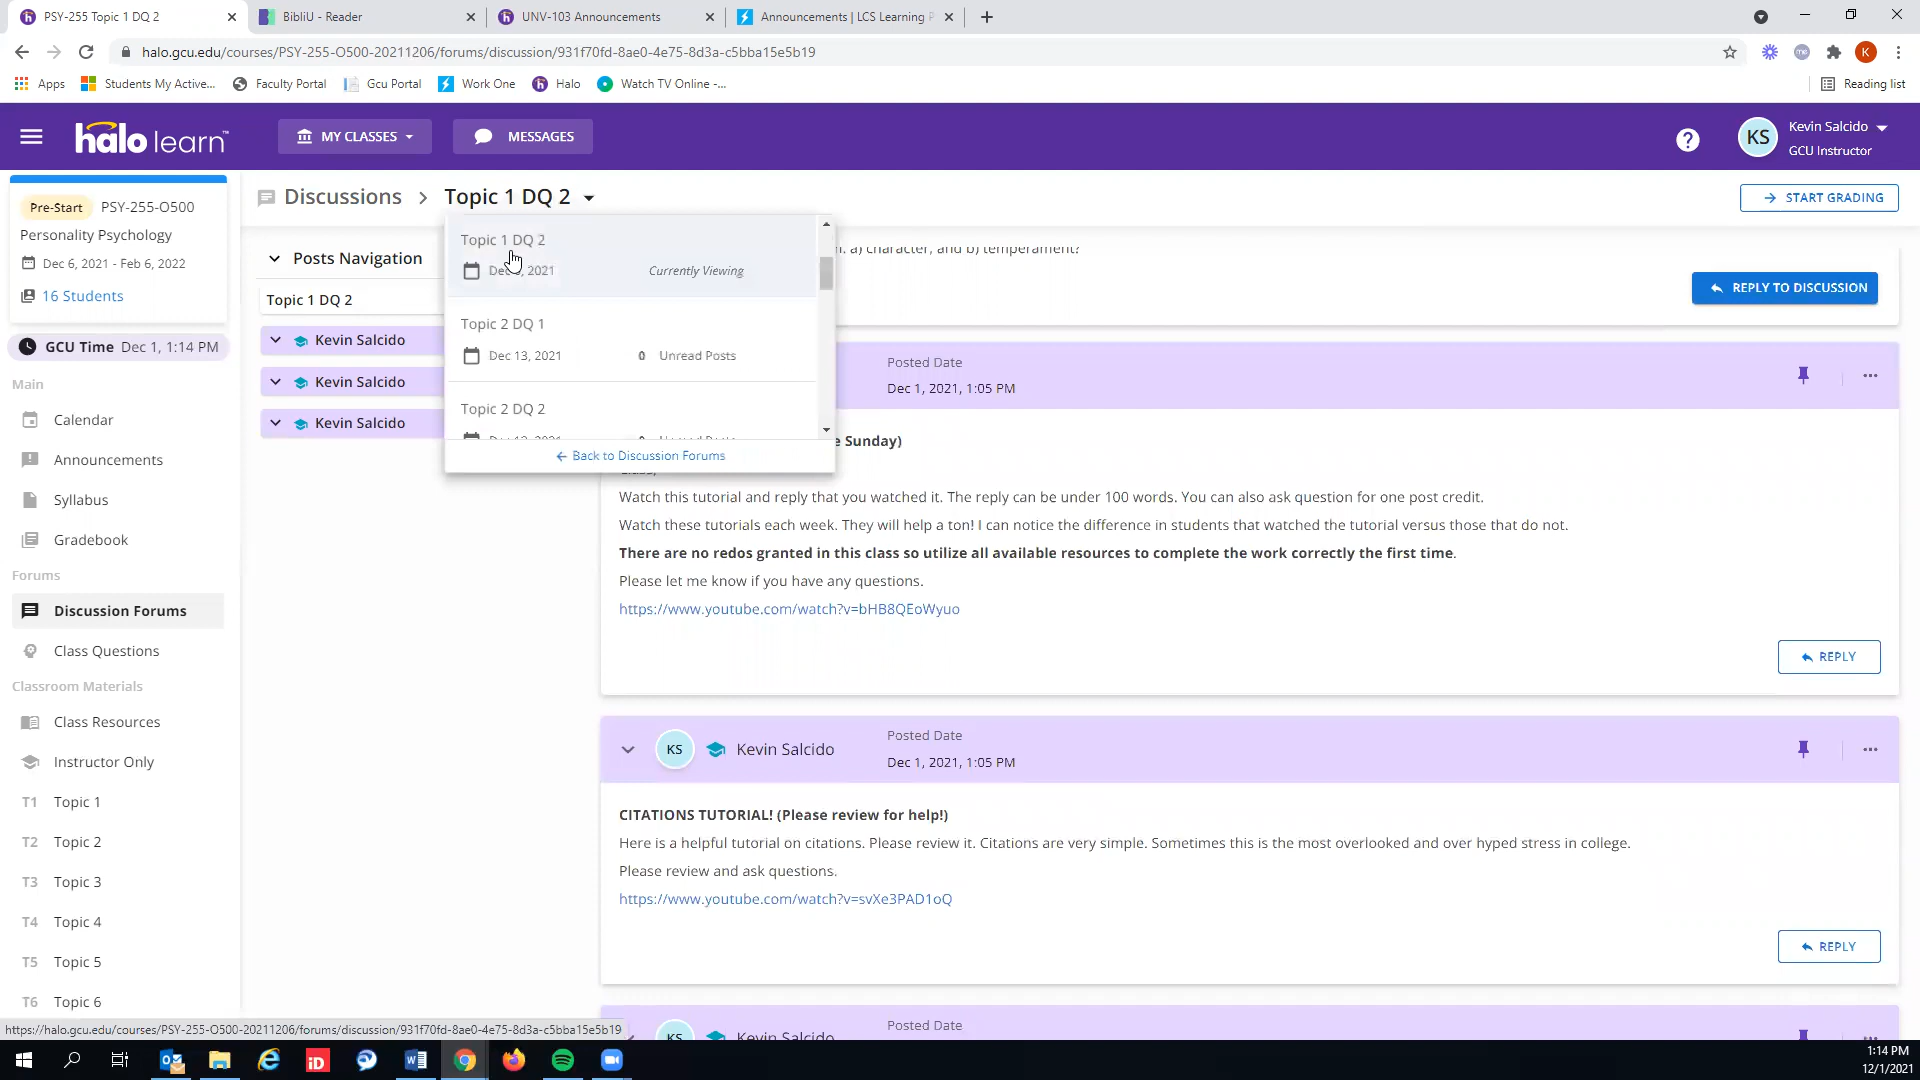 PSY-255 Topic 1 DQ 2
BibliU - Reader
UNV-103 Announcements
Announcements | LCS Learning P
halo.gcu.edu/courses/PSY-255-O500-20211206/forums/discussion/931f70fd-8ae0-4e75-8d3a-c5bba15e5b19
K
Apps
Students My Active...
Faculty Portal
Gcu Portal
Work One
Halo
Watch TV Online -...
Reading list
halo learn™
MY CLASSES
MESSAGES
KS
Kevin Salcido
GCU Instructor
Pre-Start PSY-255-O500
Personality Psychology
Dec 6, 2021 - Feb 6, 2022
16 Students
GCU Time Dec 1, 1:14 PM
Main
Calendar
Announcements
Syllabus
Gradebook
Forums
Discussion Forums
Class Questions
Classroom Materials
Class Resources
Instructor Only
T1 Topic 1
T2 Topic 2
T3 Topic 3
T4 Topic 4
T5 Topic 5
T6 Topic 6
Discussions > Topic 1 DQ 2
START GRADING
Posts Navigation
Topic 1 DQ 2
Kevin Salcido
Kevin Salcido
Kevin Salcido
Topic 1 DQ 2
2021 Currently Viewing
Topic 2 DQ 1
Dec 13, 2021 0 Unread Posts
Topic 2 DQ 2
Back to Discussion Forums
a) character, and b) temperament?
REPLY TO DISCUSSION
Posted Date
Dec 1, 2021, 1:05 PM
Sunday)
Watch this tutorial and reply that you watched it. The reply can be under 100 words. You can also ask question for one post credit.
Watch these tutorials each week. They will help a ton! I can notice the difference in students that watched the tutorial versus those that do not.
There are no redos granted in this class so utilize all available resources to complete the work correctly the first time.
Please let me know if you have any questions.
https://www.youtube.com/watch?v=bHB8QEoWyuo
REPLY
KS
Kevin Salcido
Posted Date
Dec 1, 2021, 1:05 PM
CITATIONS TUTORIAL! (Please review for help!)
Here is a helpful tutorial on citations. Please review it. Citations are very simple. Sometimes this is the most overlooked and over hyped stress in college.
Please review and ask questions.
https://www.youtube.com/watch?v=svXe3PAD1oQ
REPLY
KS
Kevin Salcido
Posted Date
https://halo.gcu.edu/courses/PSY-255-O500-20211206/forums/discussion/931f70fd-8ae0-4e75-8d3a-c5bba15e5b19
iD
1:14 PM
12/1/2021